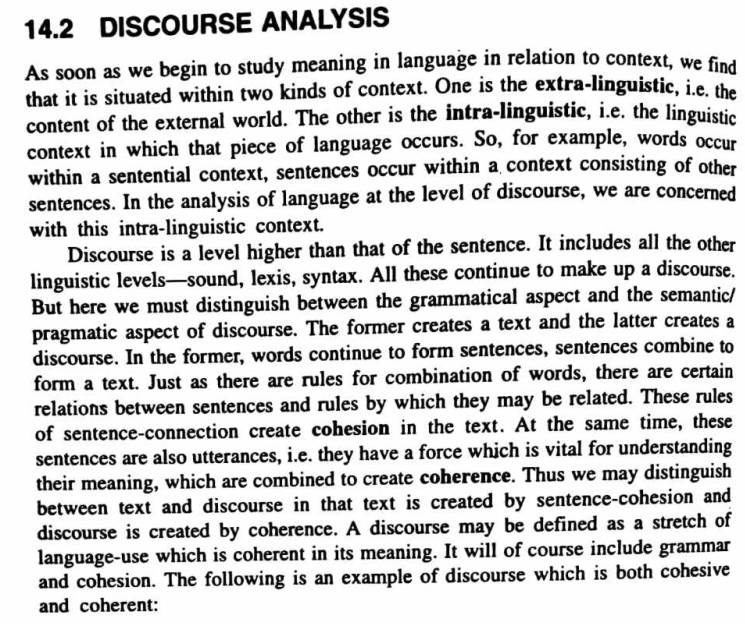 14.2 DISCOURSE ANALYSIS
As soon as we begin to study meaning in language in relation to context, we find
that it is situated within two kinds of context. One is the extra-linguistic, i.e. the
content of the external world. The other is the intra-linguistic, i.e. the linguistic
context in which that piece of language occurs. So, for example, words occur
within a sentential context, sentences occur within a context consisting of other
sentences. In the analysis of language at the level of discourse, we are concerned
with this intra-linguistic context.
Discourse is a level higher than that of the sentence. It includes all the other
linguistic levels—sound, lexis, syntax. All these continue to make up a discourse.
But here we must distinguish between the grammatical aspect and the semantic/
pragmatic aspect of discourse. The former creates a text and the latter creates a
discourse. In the former, words continue to form sentences, sentences combine to
form a text. Just as there are rules for combination of words, there are certain
relations between sentences and rules by which they may be related. These rules
of sentence-connection create cohesion in the text. At the same time, these
sentences are also utterances, i.e. they have a force which is vital for understanding
their meaning, which are combined to create coherence. Thus we may distinguish
between text and discourse in that text is created by sentence-cohesion and
discourse is created by coherence. A discourse may be defined as a stretch of
language-use which is coherent in its meaning. It will of course include grammar
and cohesion. The following is an example of discourse which is both cohesive
and coherent: